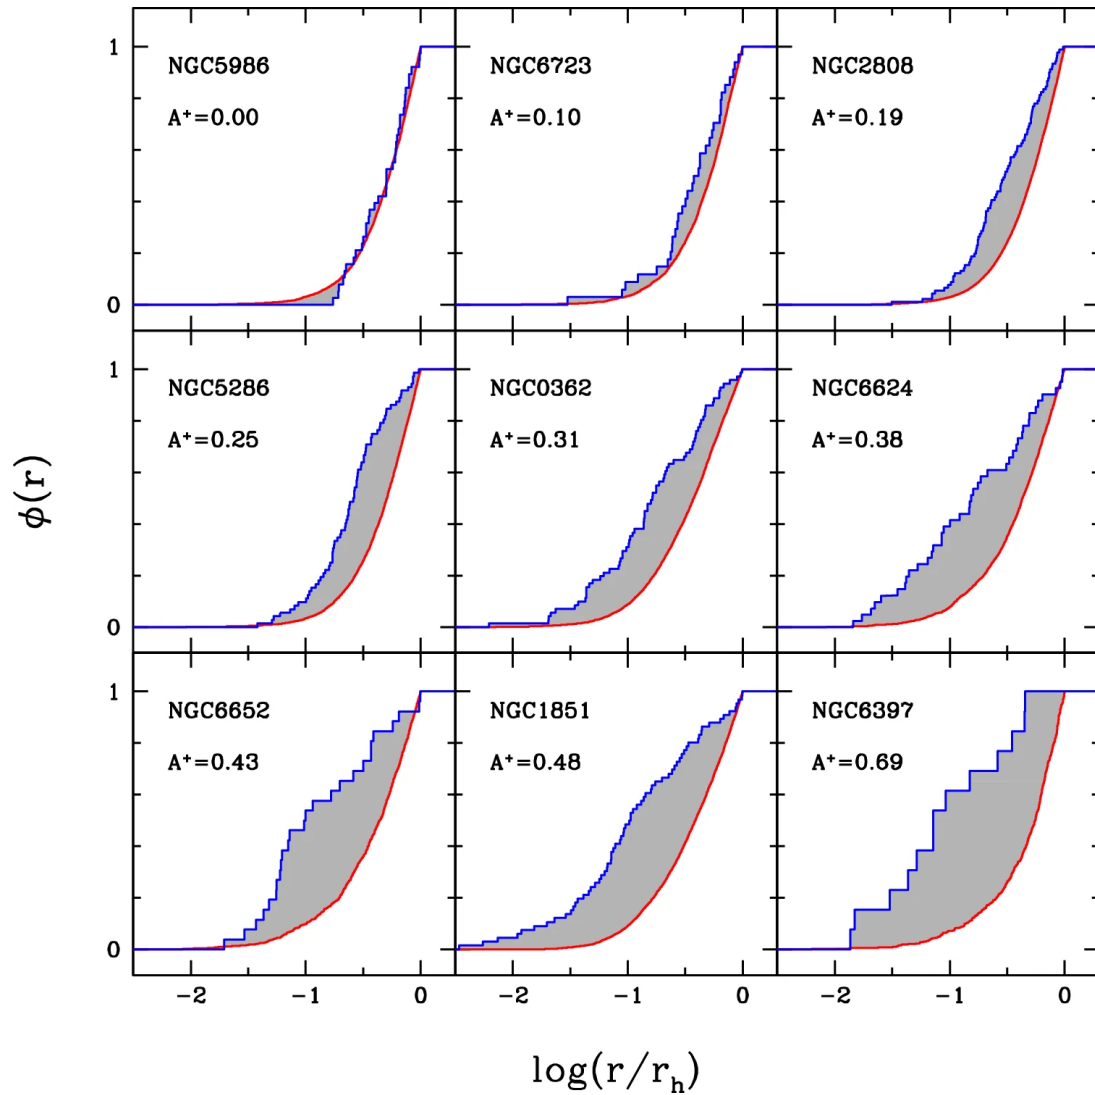 NGC5986
A⁺=0.00
NGC6723
A⁺=0.10
NGC2808
A⁺=0.19
1
0
NGC5286
A⁺=0.25
NGC0362
A⁺=0.31
NGC6624
A⁺=0.38
1
0
NGC6652
A⁺=0.43
NGC1851
A⁺=0.48
NGC6397
A⁺=0.69
1
0
ϕ(r)
−2 −1 0 −2 −1 0 −2 −1 0
log(r/rₕ)